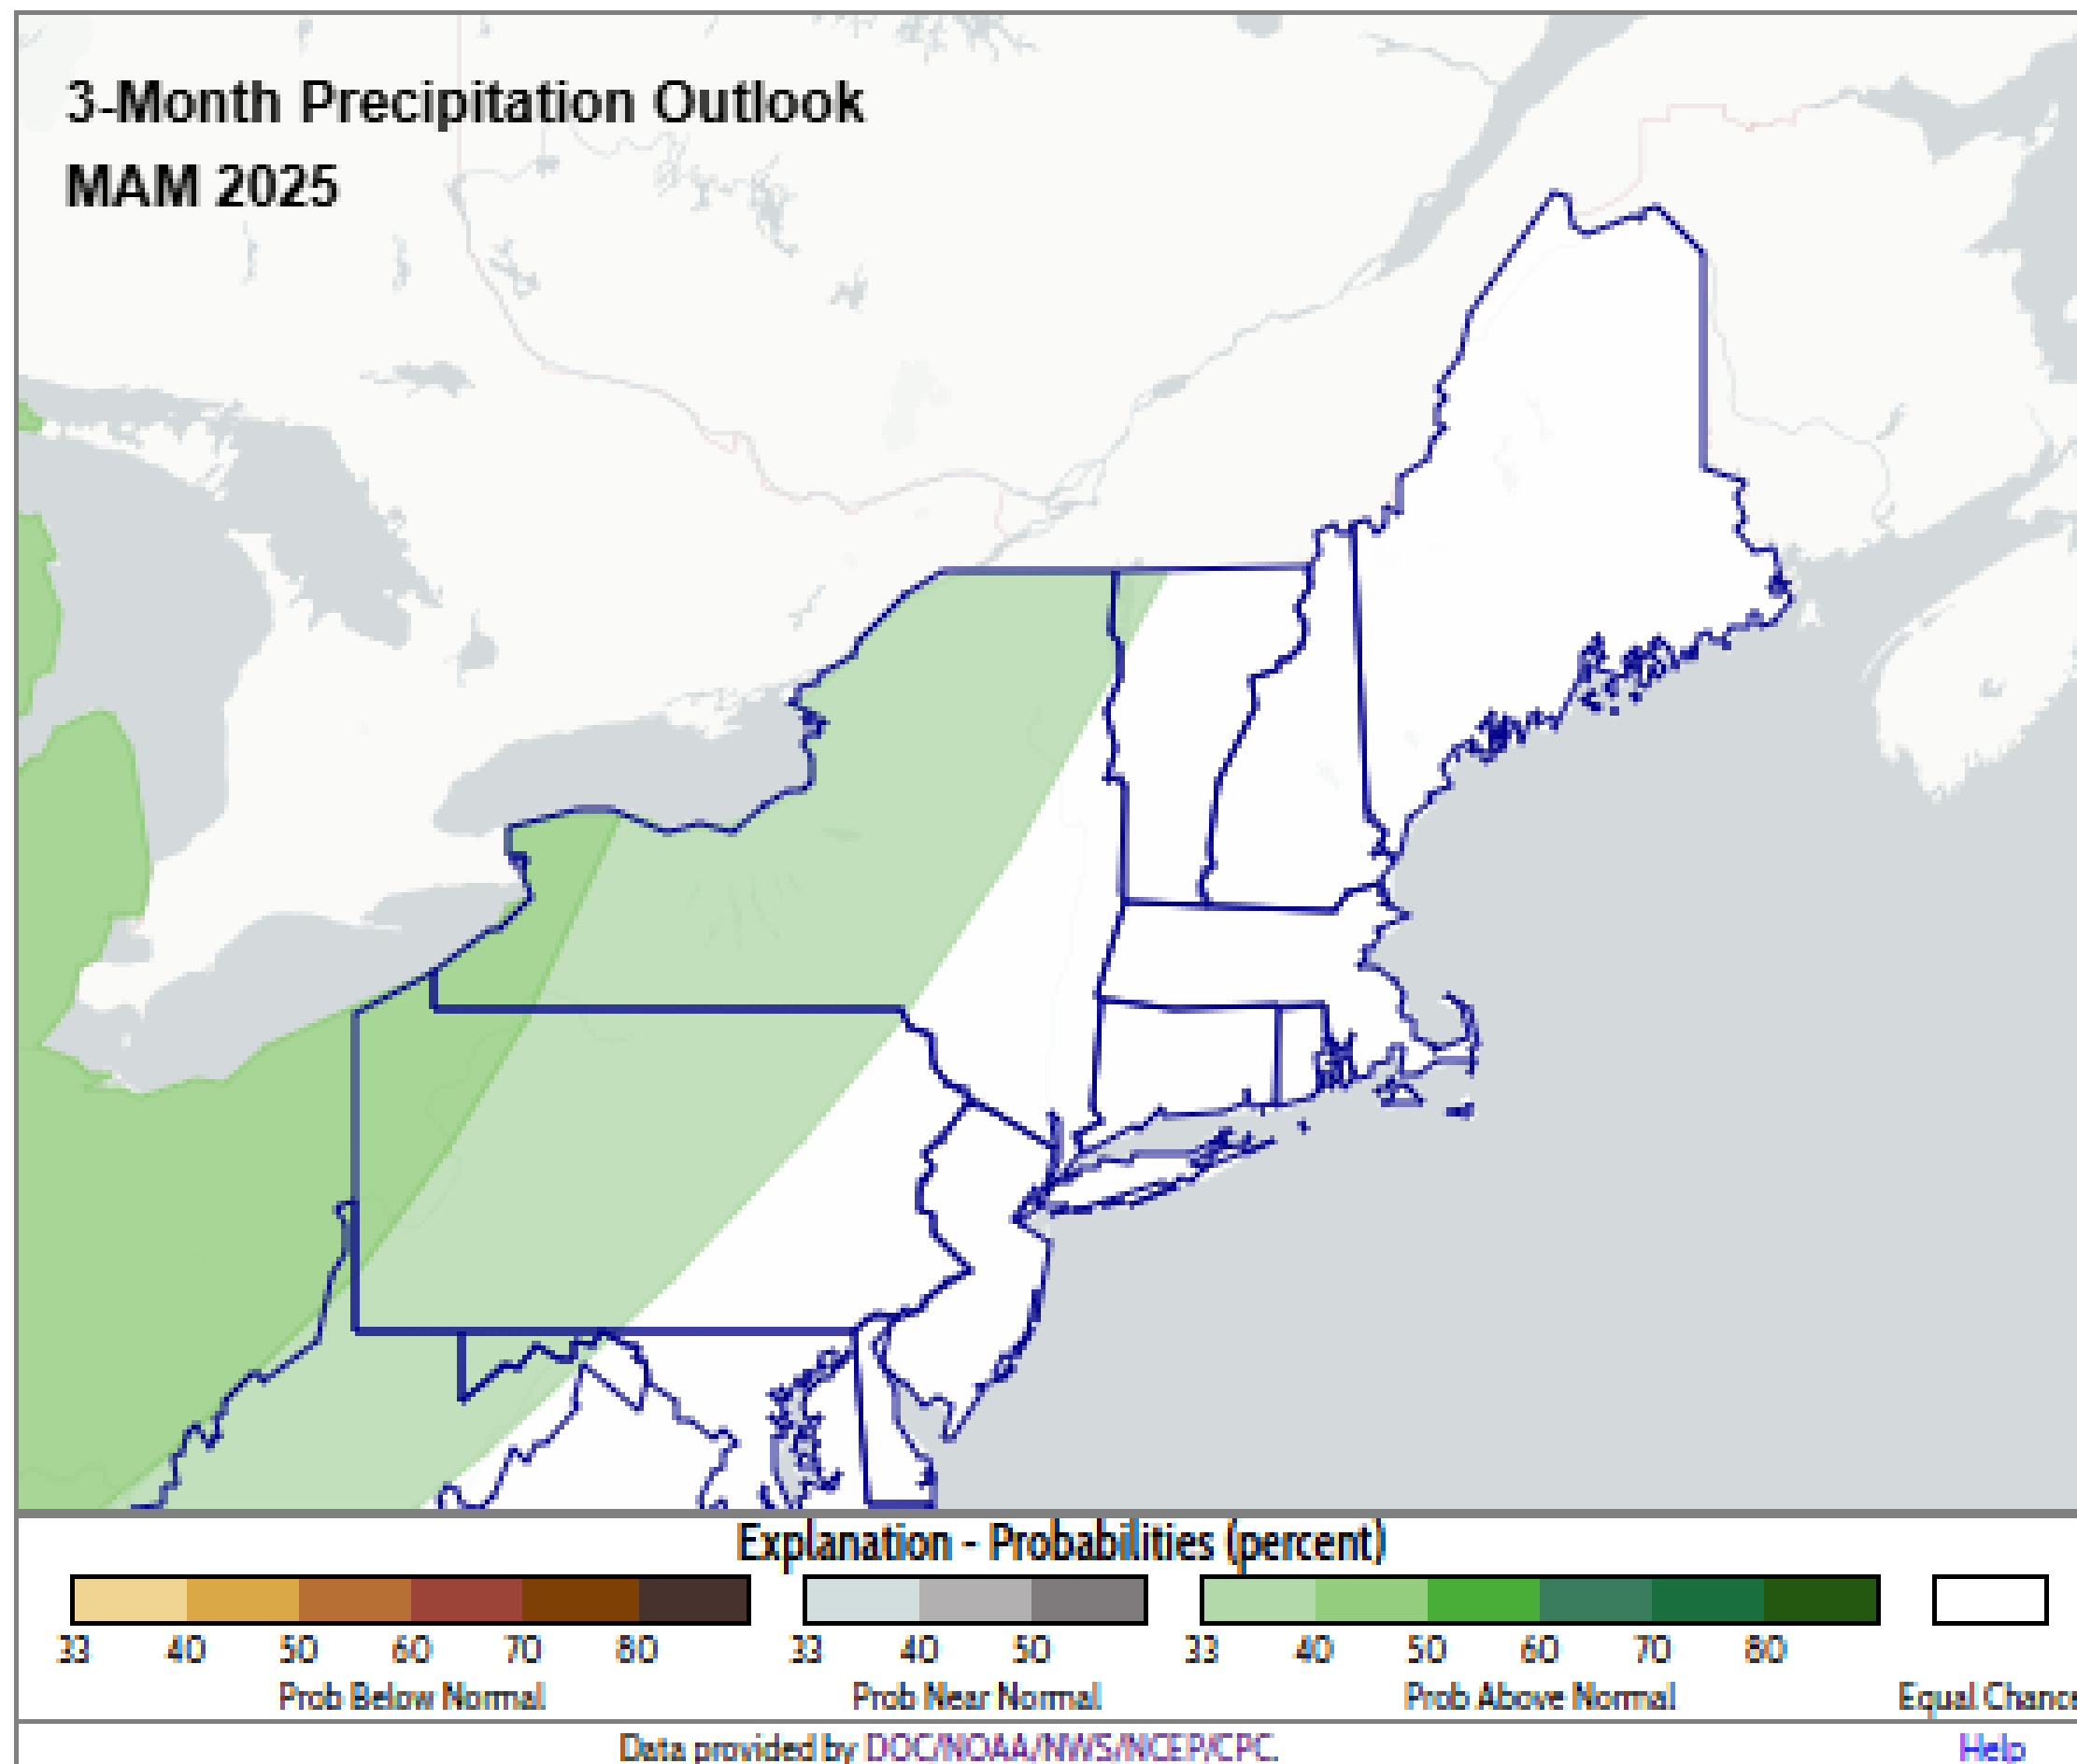 3-Month Precipitation Outlook
MAM 2025
Explanation - Probabilities (percent)
33 40 50 60 70 80 33 40 50 33 40 50 60 70 80
Prob Below Normal Prob Near Normal Prob Above Normal Equal Chance
Data provided by DOC/NOAA/NWS/NCEP/CPC. Help